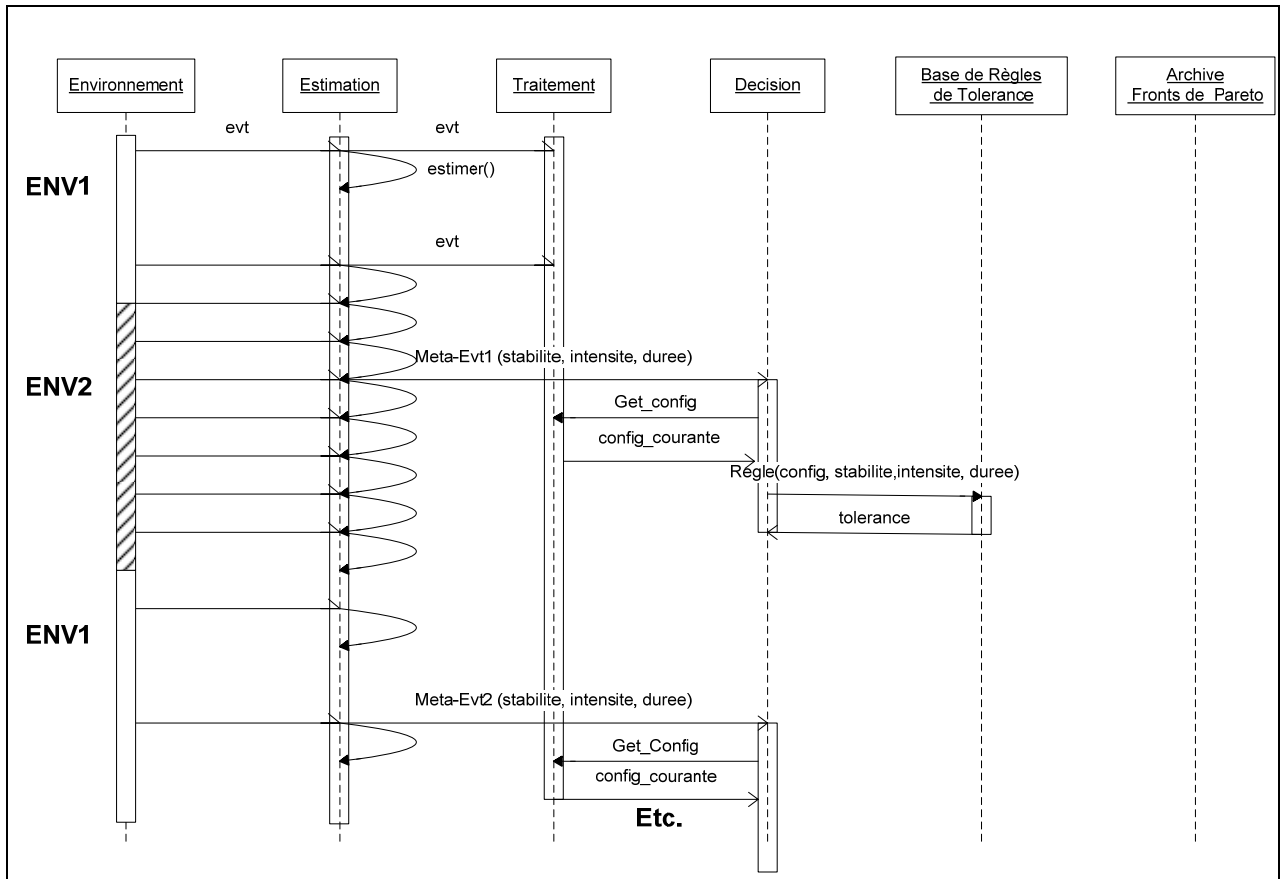 Environnement
Estimation
Traitement
Decision
Base de Règles
de Tolerance
Archive
Fronts de Pareto
evt
evt
estimer()
ENV1
evt
Meta-Evt1 (stabilite, intensite, duree)
ENV2
Get_config
config_courante
Regle(config, stabilite,intensite, duree)
tolerance
ENV1
Meta-Evt2 (stabilite, intensite, duree)
Get_Config
config_courante
Etc.